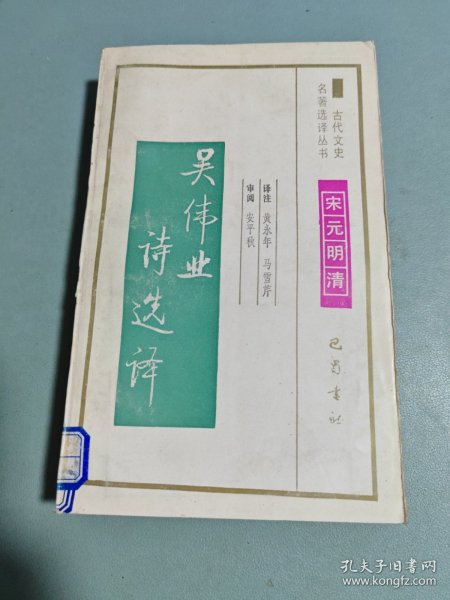 古代文史
名著选译丛书
宋元明清
巴蜀书社
译注 黄永年 马雪芹
审阅 安平秋
吴伟业
诗选译
孔夫子旧书网
www.kongfz.com